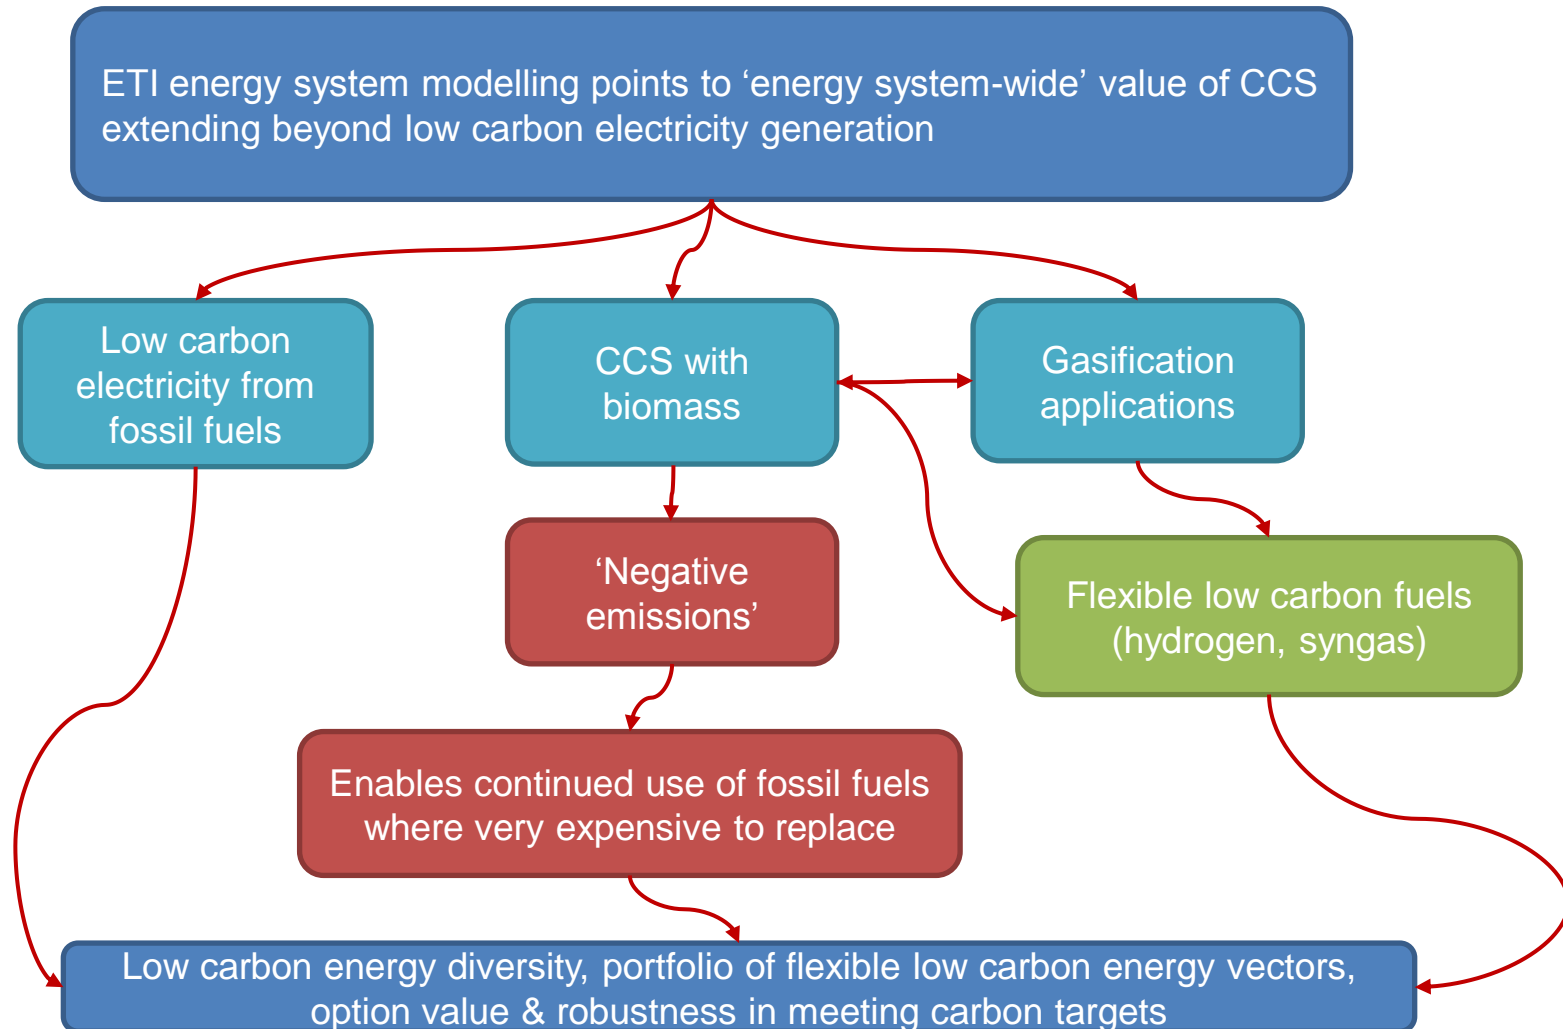 ETI energy system modelling points to ‘energy system-wide’ value of CCS
extending beyond low carbon electricity generation
Low carbon
electricity from
fossil fuels
CCS with
biomass
Gasification
applications
‘Negative
emissions’
Flexible low carbon fuels
(hydrogen, syngas)
Enables continued use of fossil fuels
where very expensive to replace
Low carbon energy diversity, portfolio of flexible low carbon energy vectors,
option value & robustness in meeting carbon targets